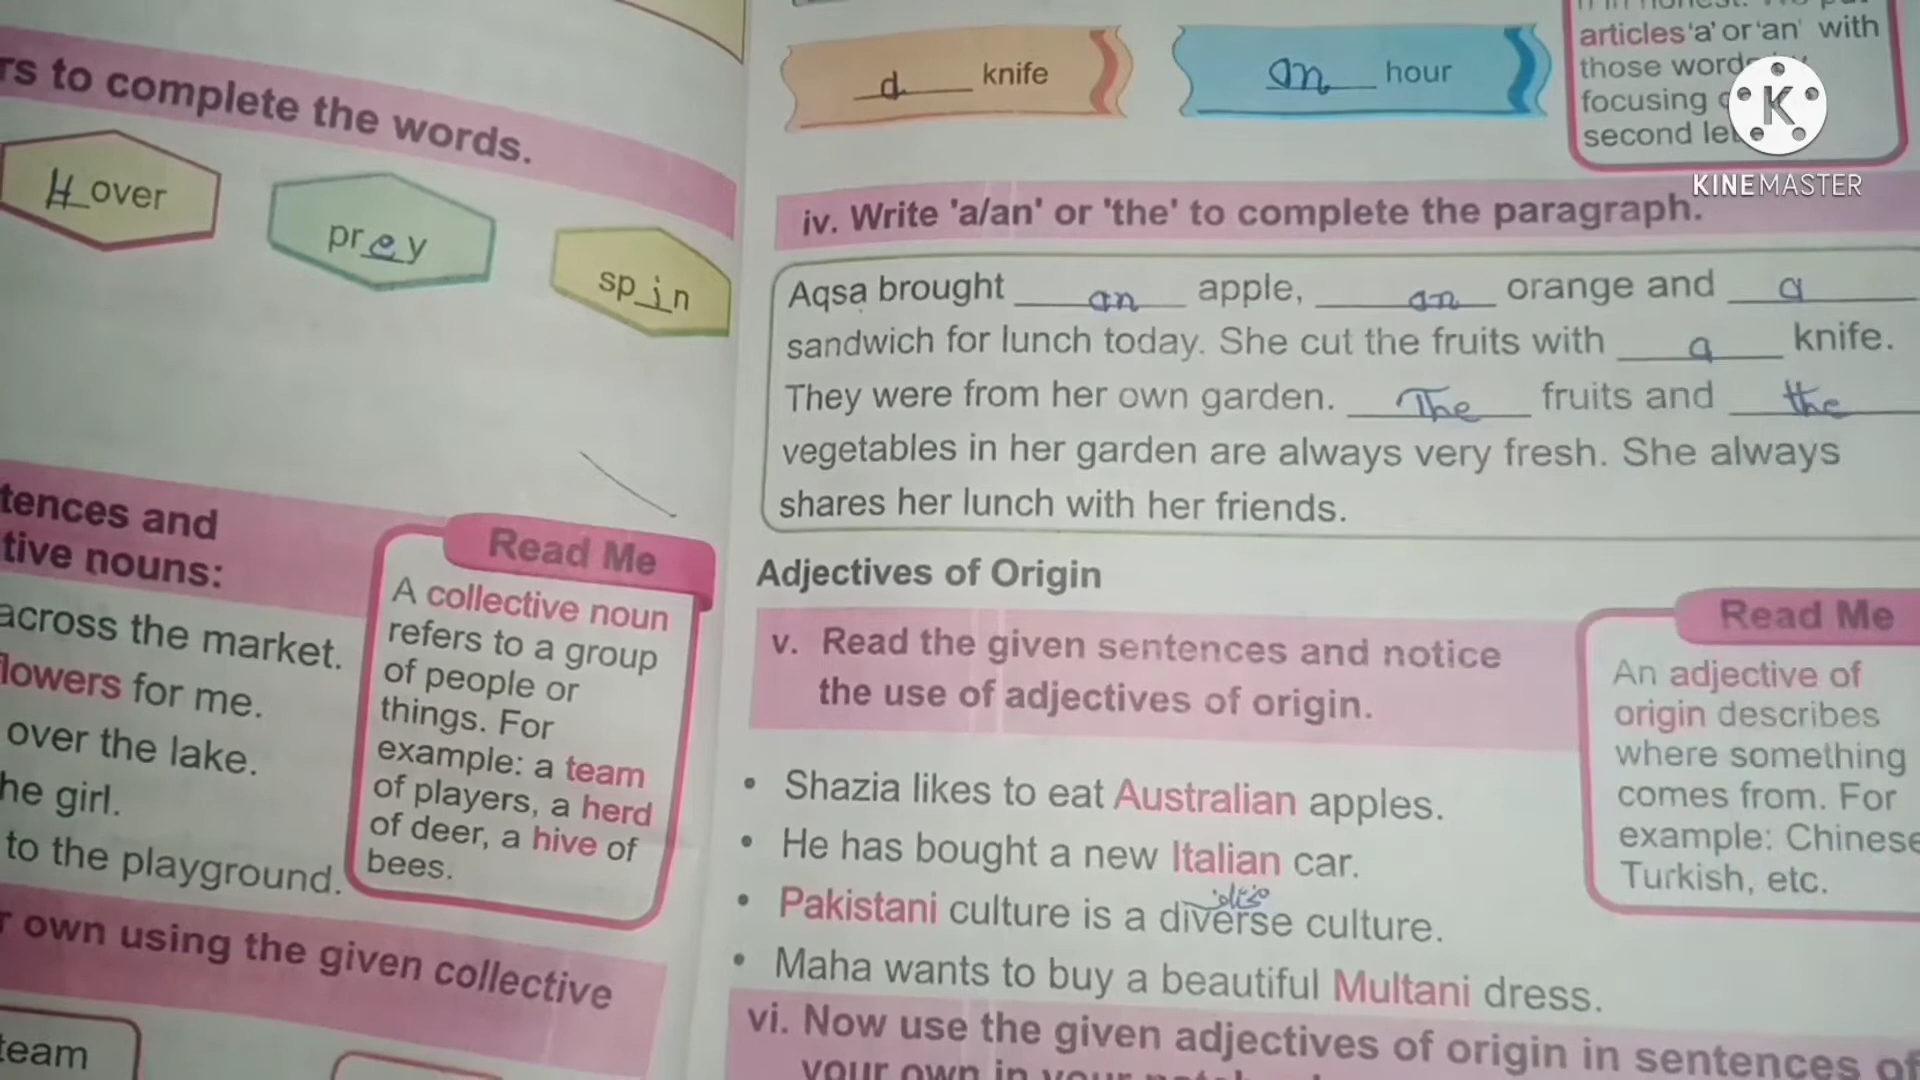 rs to complete the words.
H over
pr e y
sp i n
tences and
tive nouns:
across the market.
lowers for me.
over the lake.
he girl.
to the playground.
Read Me
A collective noun
refers to a group
of people or
things. For
example: a team
of players, a herd
of deer, a hive of
bees.
r own using the given collective
team
a knife
an hour
articles 'a' or 'an' with
those words
focusing
second
KINEMASTER
iv. Write 'a/an' or 'the' to complete the paragraph.
Aqsa brought an apple, an orange and a
sandwich for lunch today. She cut the fruits with a knife.
They were from her own garden. The fruits and the
vegetables in her garden are always very fresh. She always
shares her lunch with her friends.
Adjectives of Origin
v. Read the given sentences and notice
the use of adjectives of origin.
• Shazia likes to eat Australian apples.
• He has bought a new Italian car.
• Pakistani culture is a diverse culture.
• Maha wants to buy a beautiful Multani dress.
Read Me
An adjective of
origin describes
where something
comes from. For
example: Chinese
Turkish, etc.
vi. Now use the given adjectives of origin in sentences of
your own in your